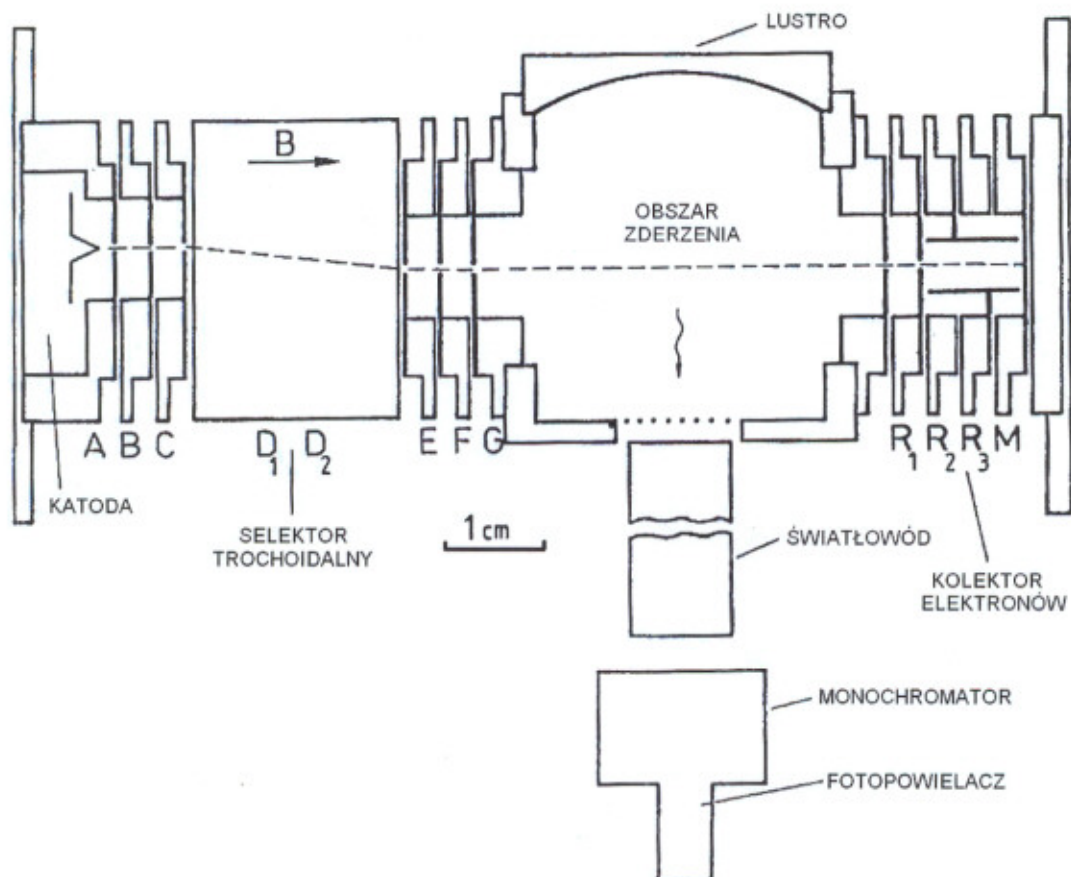 LUSTRO
B
OBSZAR
ZDERZENIA
A B C
D1 D2
E F G
R1 R2 R3 M
KATODA
SELEKTOR
TROCHOIDALNY
1 cm
ŚWIATŁOWÓD
KOLEKTOR
ELEKTRONÓW
MONOCHROMATOR
FOTOPOWIELACZ